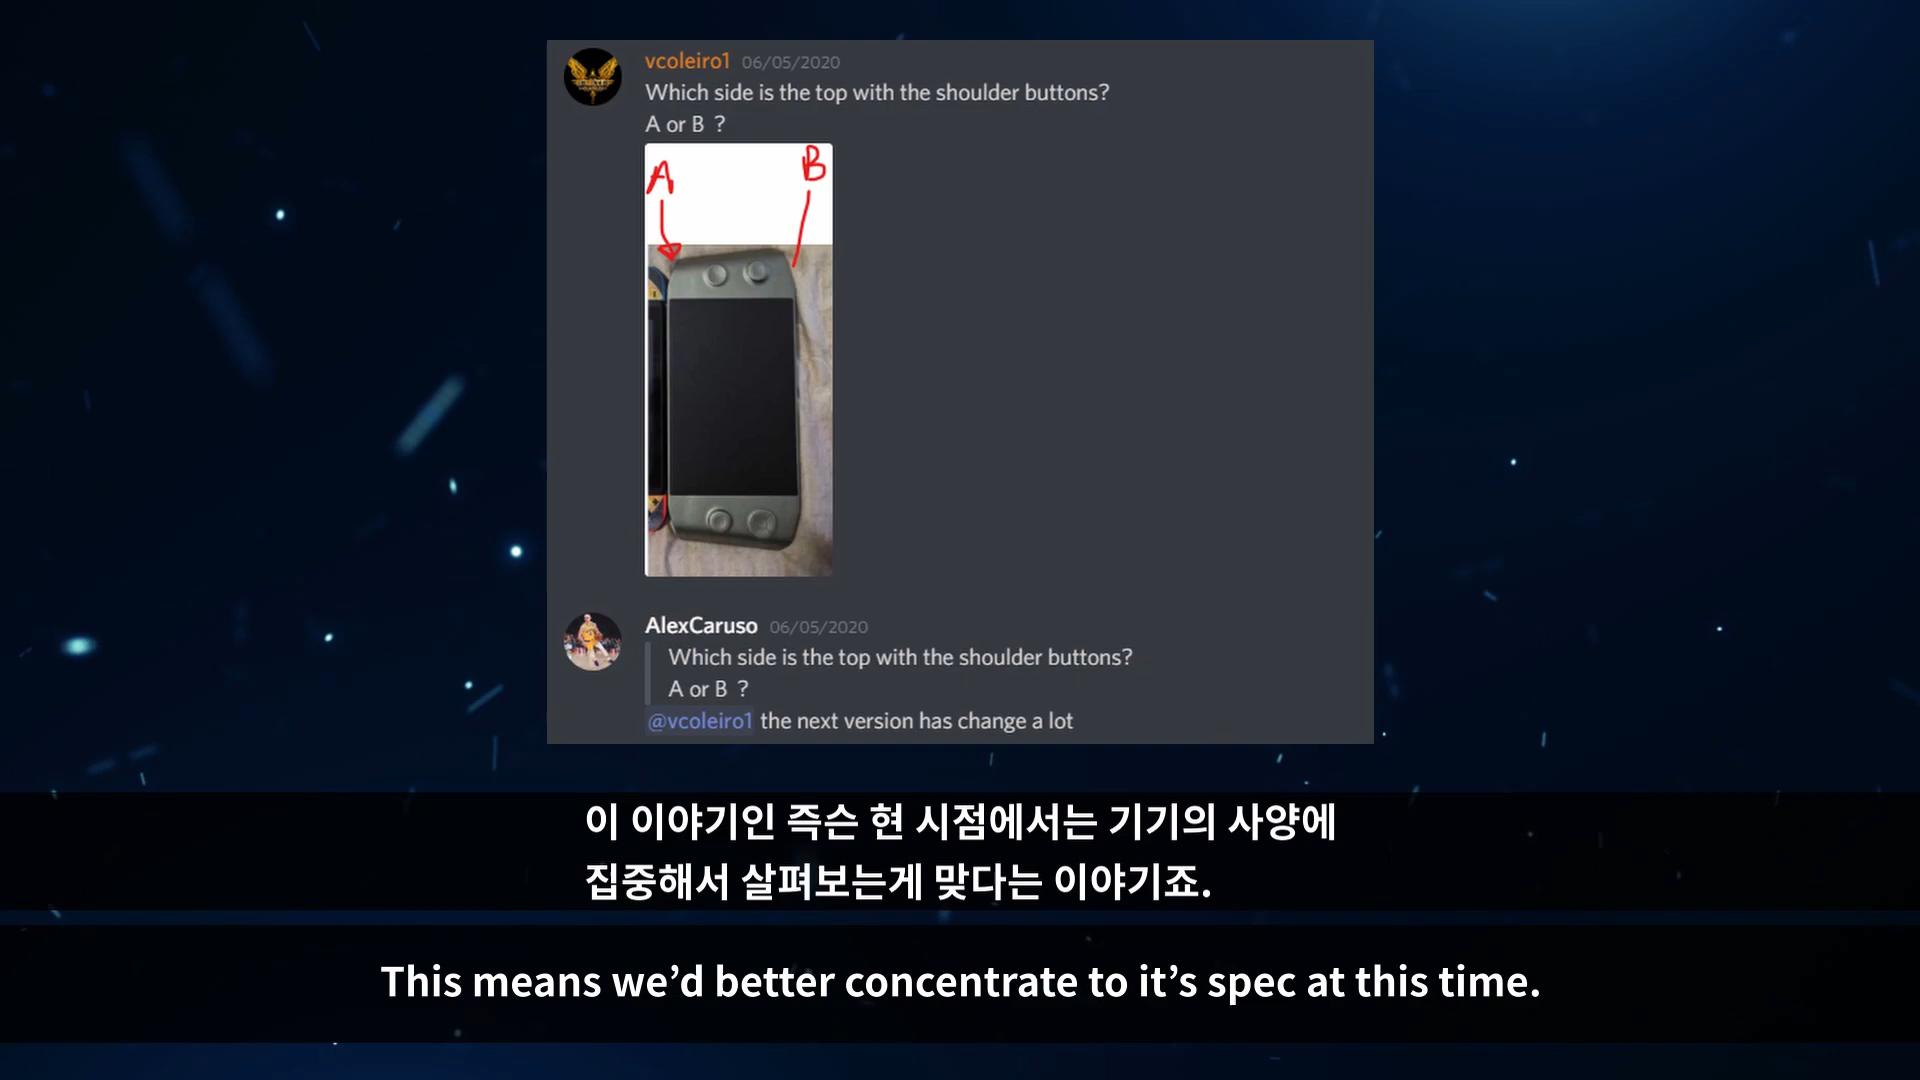 vcoleiro1 06/05/2020
Which side is the top with the shoulder buttons?
A or B ?
A
B
AlexCaruso 06/05/2020
Which side is the top with the shoulder buttons?
A or B ?
@vcoleiro1 the next version has change a lot
이 이야기인 즉슨 현 시점에서는 기기의 사양에
집중해서 살펴보는게 맞다는 이야기죠.
This means we’d better concentrate to it’s spec at this time.